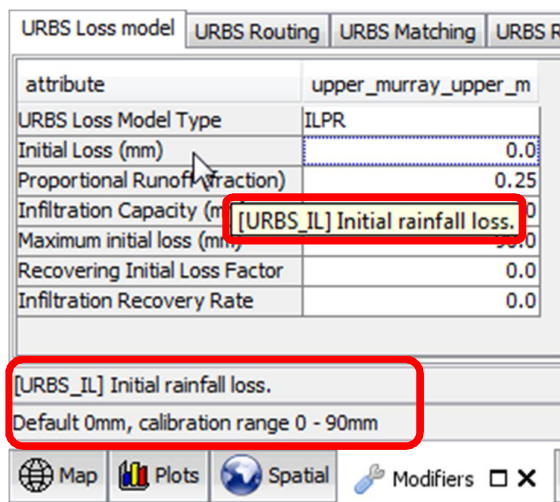 URBS Loss model URBS Routing URBS Matching URBS R
attribute upper_murray_upper_m
URBS Loss Model Type ILPR
Initial Loss (mm) 0.0
Proportional Runoff (fraction) 0.25
Infiltration Capacity (m 0
[URBS_IL] Initial rainfall loss.
Maximum initial loss (mm)
Recovering Initial Loss Factor 0.0
Infiltration Recovery Rate 0.0
[URBS_IL] Initial rainfall loss.
Default 0mm, calibration range 0 - 90mm
Map Plots Spatial Modifiers